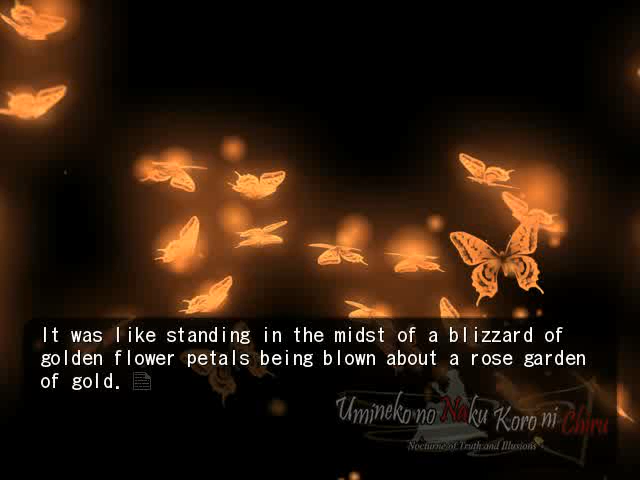 It was like standing in the midst of a blizzard of
golden flower petals being blown about a rose garden
of gold.
Umineko no Naku Koro ni Chiru
Nocturne of Truth and Illusions